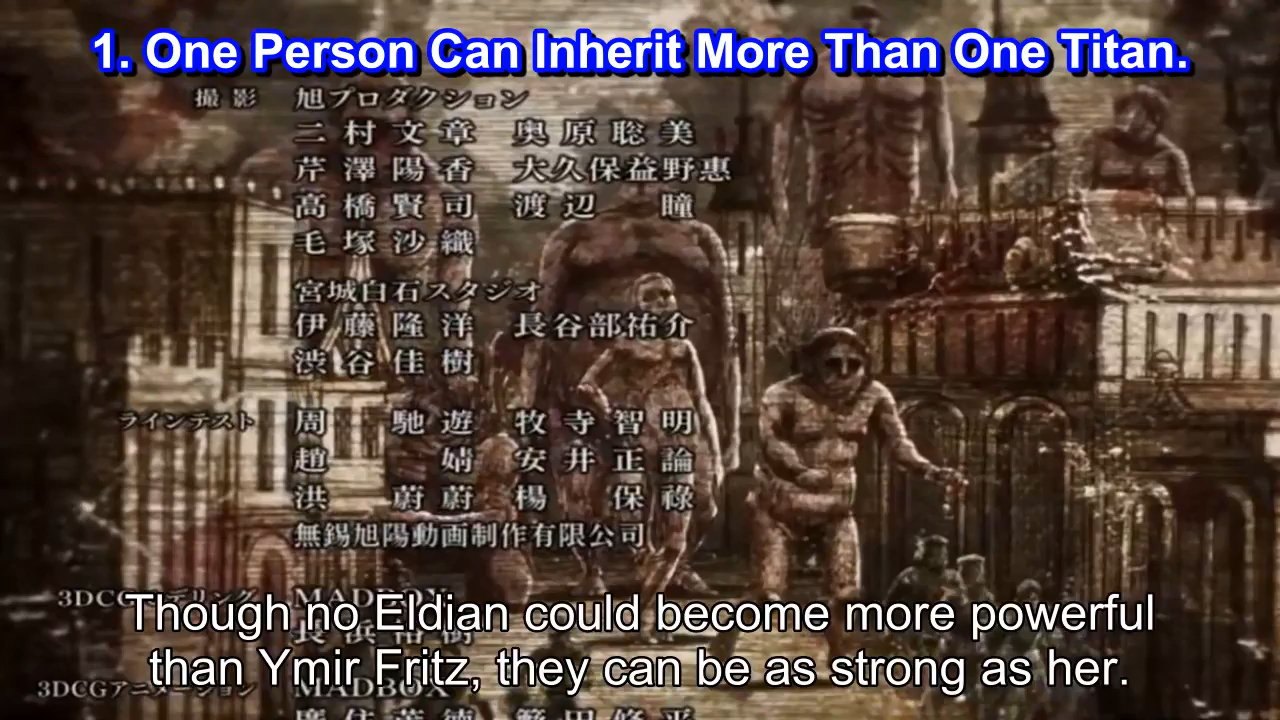 1. One Person Can Inherit More Than One Titan.
撮影 旭プロダクション
二村文章 奥原聡美
芹澤陽香 大久保益野惠
高橋賢司 渡辺 瞳
毛塚沙織
宮城白石スタジオ
伊藤隆洋 長谷部祐介
渋谷佳樹
ラインテスト 周 馳遊 牧寺智明
趙 婧 安井正論
洪 蔚蔚 楊 保祿
無錫旭陽動画制作有限公司
Though no Eldian could become more powerful
than Ymir Fritz, they can be as strong as her.
3DCGアニメーション MADBOX